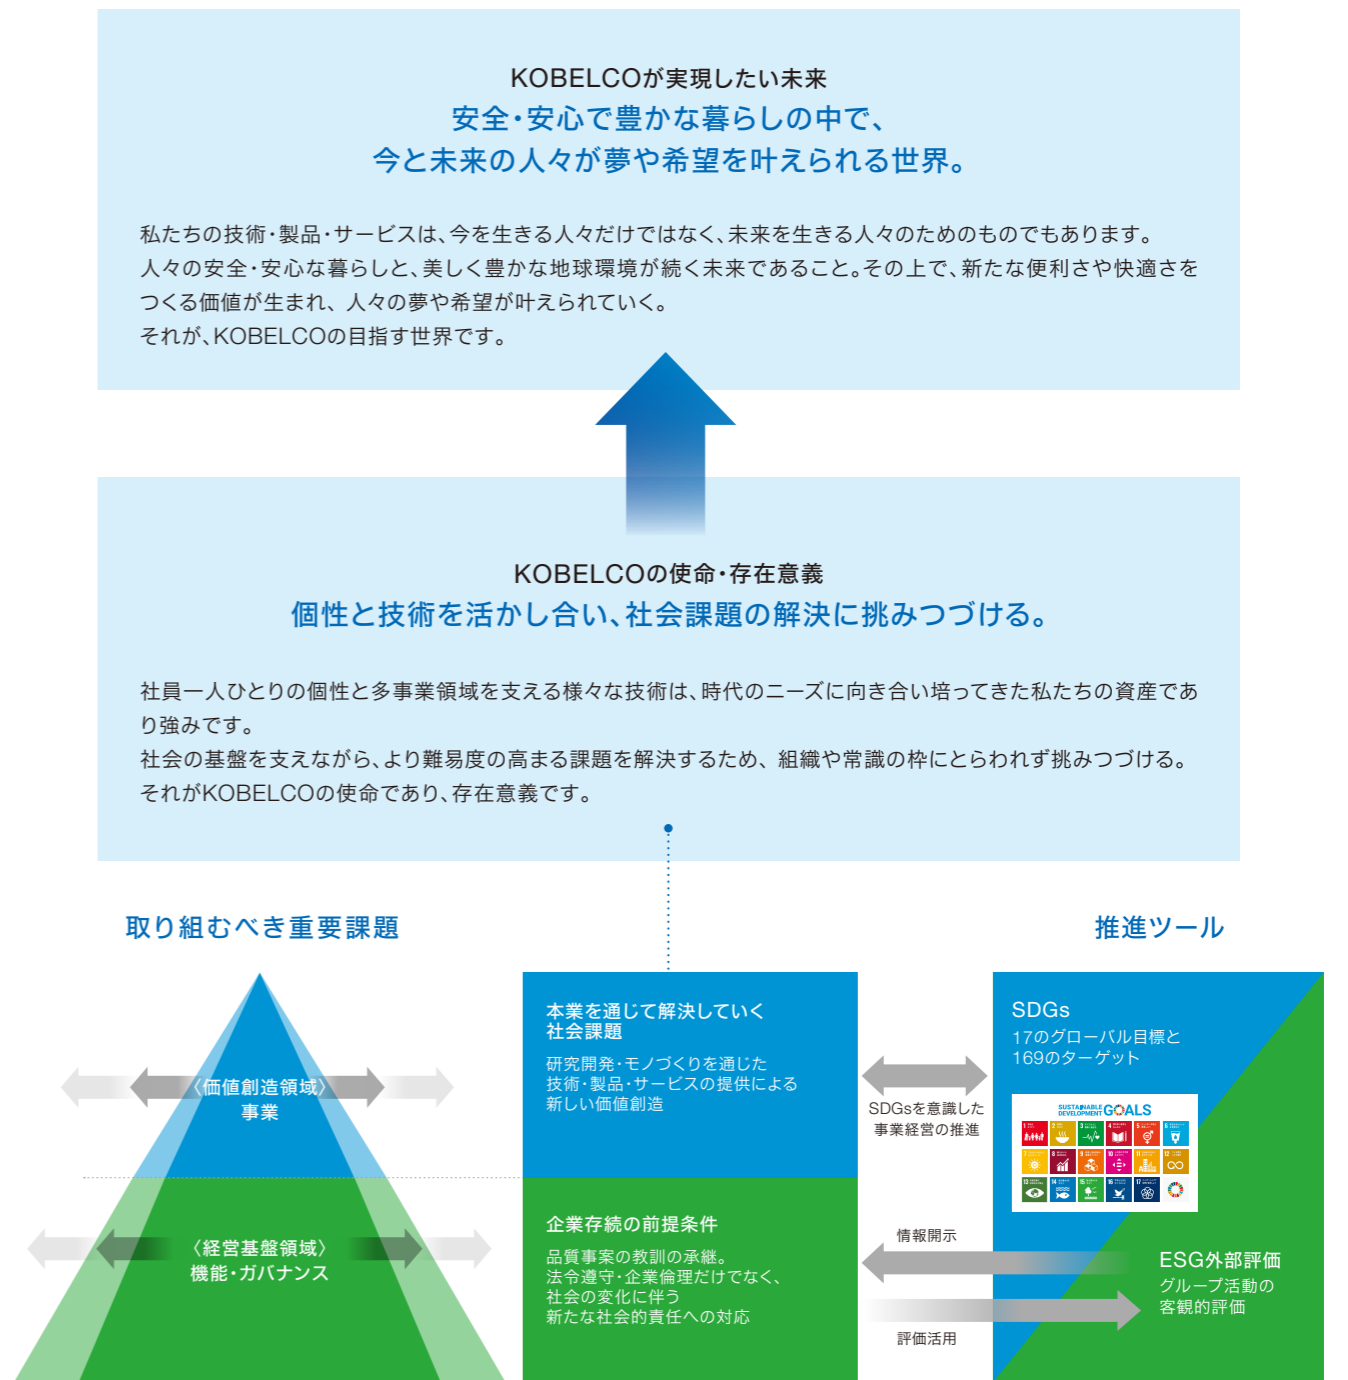 KOBELCOが実現したい未来
安全・安心で豊かな暮らしの中で、
今と未来の人々が夢や希望を叶えられる世界。
私たちの技術・製品・サービスは、今を生きる人々だけではなく、未来を生きる人々のためのものでもあります。
人々の安全・安心な暮らしと、美しく豊かな地球環境が続く未来であること。その上で、新たな便利さや快適さを
つくる価値が生まれ、人々の夢や希望が叶えられていく。
それが、KOBELCOの目指す世界です。
KOBELCOの使命・存在意義
個性と技術を活かし合い、社会課題の解決に挑みつづける。
社員一人ひとりの個性と多事業領域を支える様々な技術は、時代のニーズに向き合い培ってきた私たちの資産であ
り強みです。
社会の基盤を支えながら、より難易度の高まる課題を解決するため、組織や常識の枠にとらわれず挑みつづける。
それがKOBELCOの使命であり、存在意義です。
取り組むべき重要課題
〈価値創造領域〉
事業
〈経営基盤領域〉
機能・ガバナンス
本業を通じて解決していく
社会課題
研究開発・モノづくりを通じた
技術・製品・サービスの提供による
新しい価値創造
企業存続の前提条件
品質事案の教訓の承継。
法令遵守・企業倫理だけでなく、
社会の変化に伴う
新たな社会的責任への対応
SDGsを意識した
事業経営の推進
情報開示
評価活用
推進ツール
SDGs
17のグローバル目標と
169のターゲット
SUSTAINABLE
DEVELOPMENT GOALS
1
2
3
4
5
6
7
8
9
10
11
12
13
14
15
16
17
ESG外部評価
グループ活動の
客観的評価